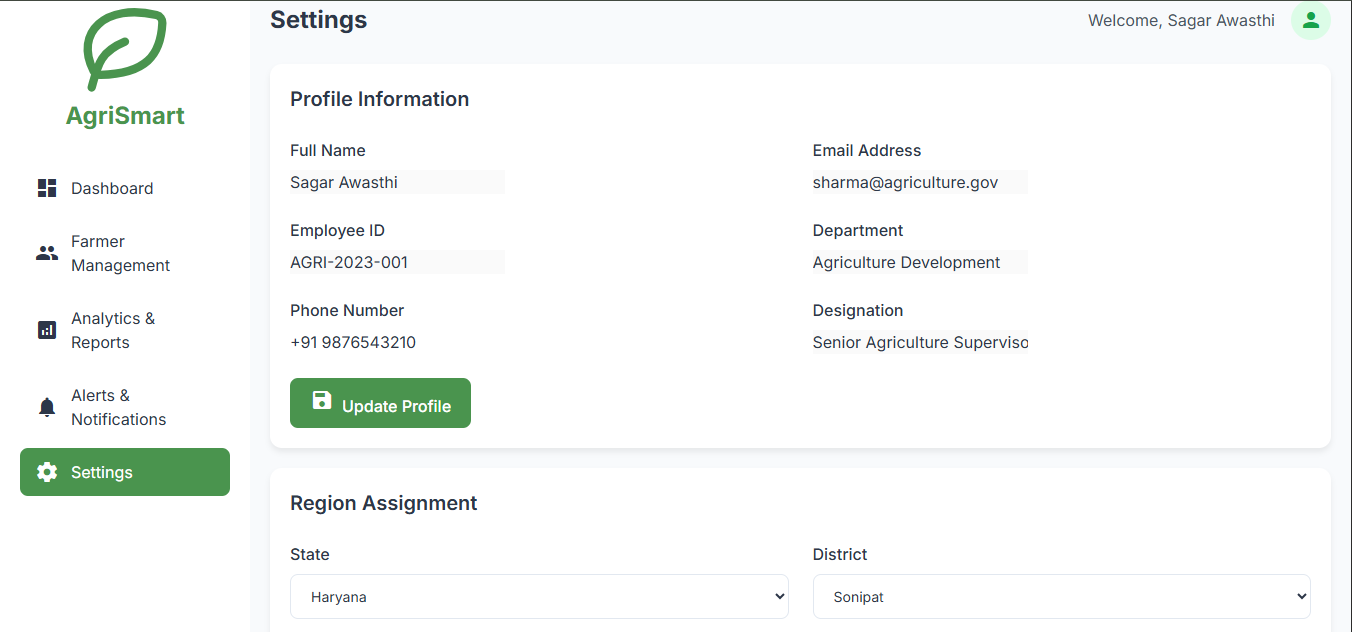 Settings
Welcome, Sagar Awasthi
AgriSmart
Dashboard
Farmer
Management
Analytics &
Reports
Alerts &
Notifications
Settings
Profile Information
Full Name
Sagar Awasthi
Email Address
sharma@agriculture.gov
Employee ID
AGRI-2023-001
Department
Agriculture Development
Phone Number
+91 9876543210
Designation
Senior Agriculture Superviso
Update Profile
Region Assignment
State
Haryana
District
Sonipat